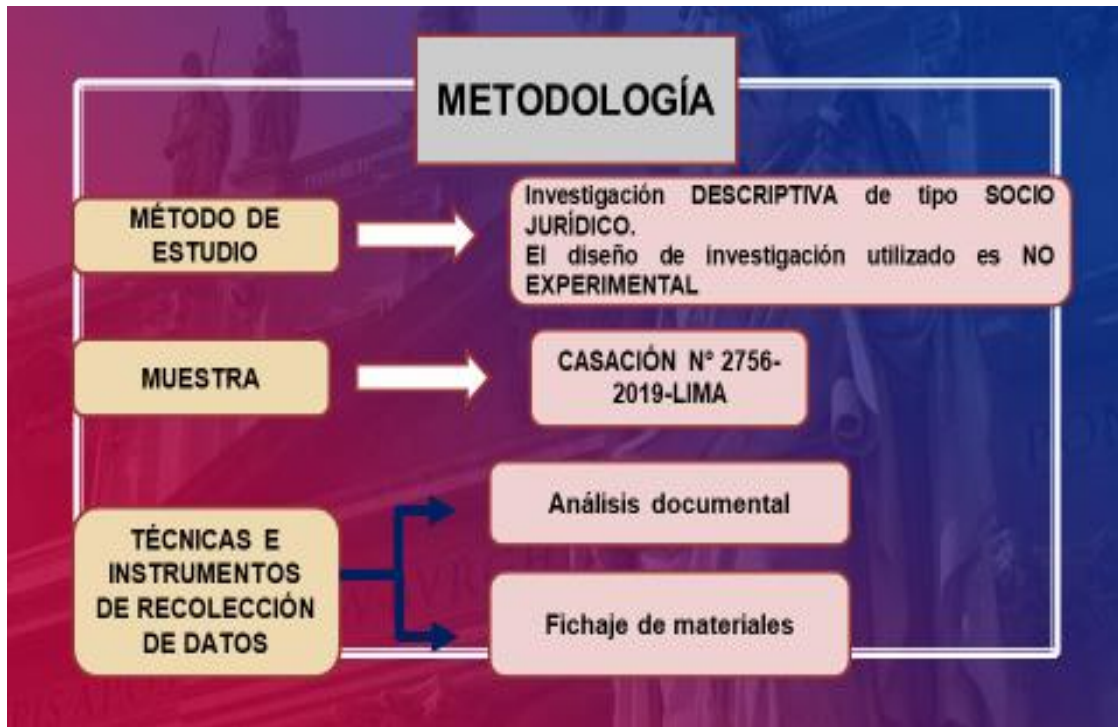 METODOLOGÍA
MÉTODO DE
ESTUDIO
Investigación DESCRIPTIVA de tipo SOCIO
JURÍDICO.
El diseño de investigación utilizado es NO
EXPERIMENTAL
MUESTRA
CASACIÓN N° 2756-
2019-LIMA
TÉCNICAS E
INSTRUMENTOS
DE RECOLECCIÓN
DE DATOS
Análisis documental
Fichaje de materiales